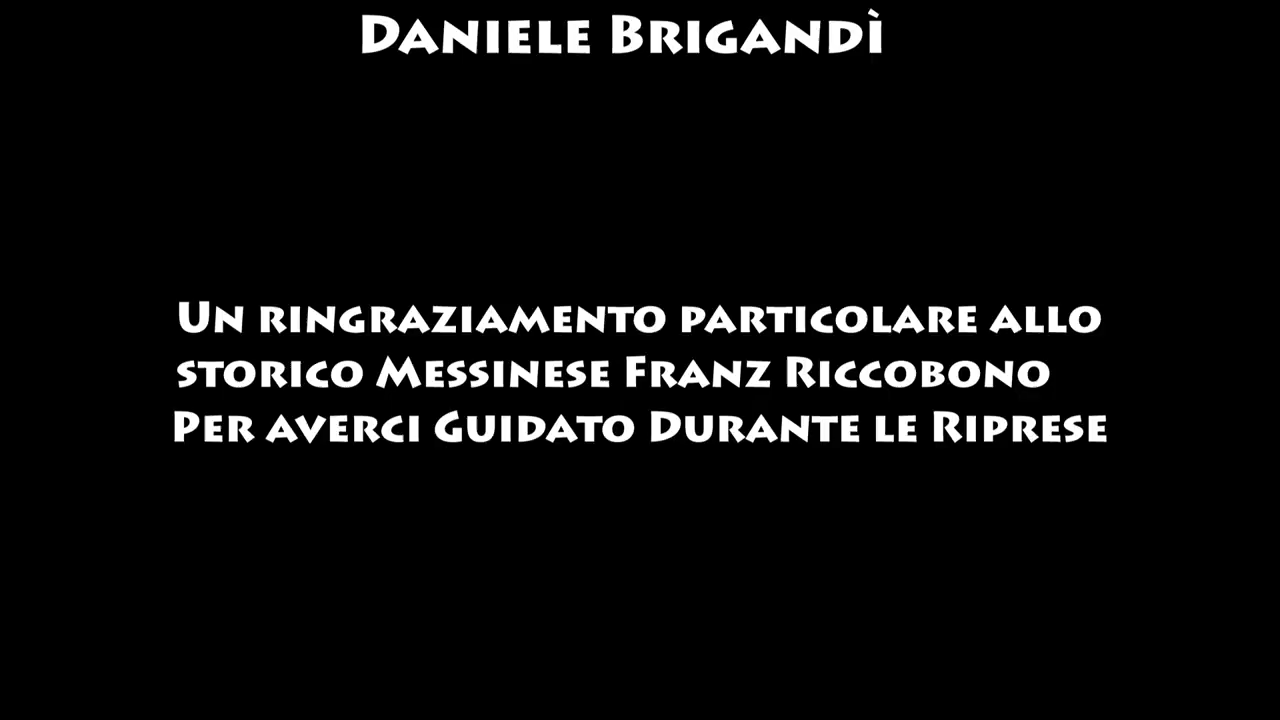 Daniele Brigandì
Un ringraziamento particolare allo
storico Messinese Franz Riccobono
Per averci Guidato Durante le Riprese